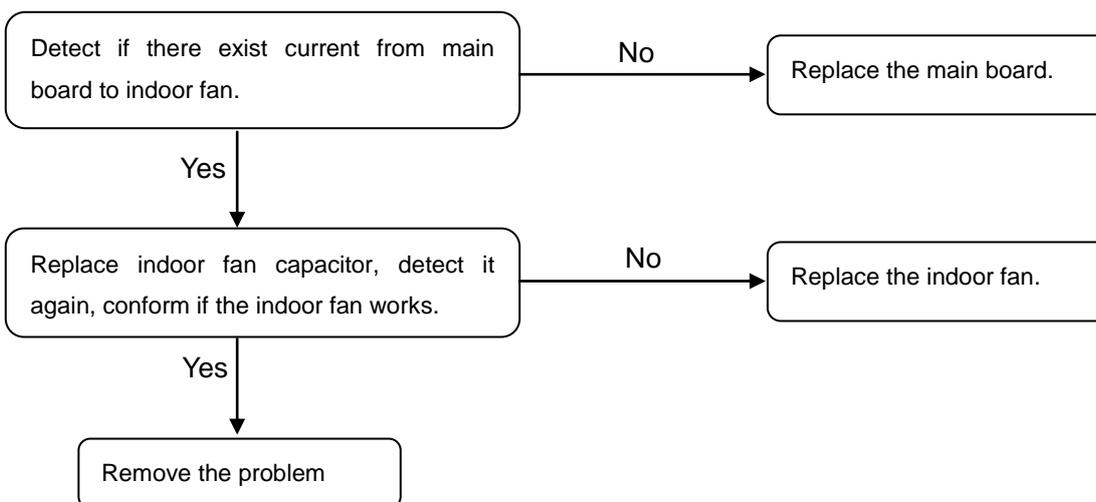 Detect if there exist current from main
board to indoor fan.
No
Replace the main board.
Yes
Replace indoor fan capacitor, detect it
again, conform if the indoor fan works.
No
Replace the indoor fan.
Yes
Remove the problem